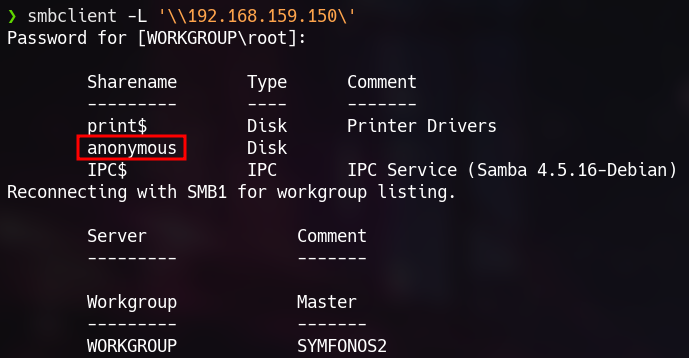 ❯ smbclient -L '\\192.168.159.150\'
Password for [WORKGROUP\root]:
Sharename Type Comment
--------- ---- -------
print$ Disk Printer Drivers
anonymous Disk
IPC$ IPC IPC Service (Samba 4.5.16-Debian)
Reconnecting with SMB1 for workgroup listing.
Server Comment
--------- -------
Workgroup Master
--------- -------
WORKGROUP SYMFONOS2